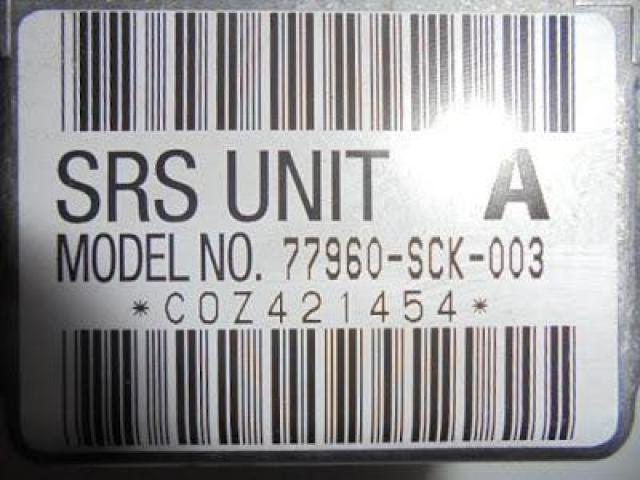 SRS UNIT A
MODEL NO. 77960-SCK-003
*C0Z421454*